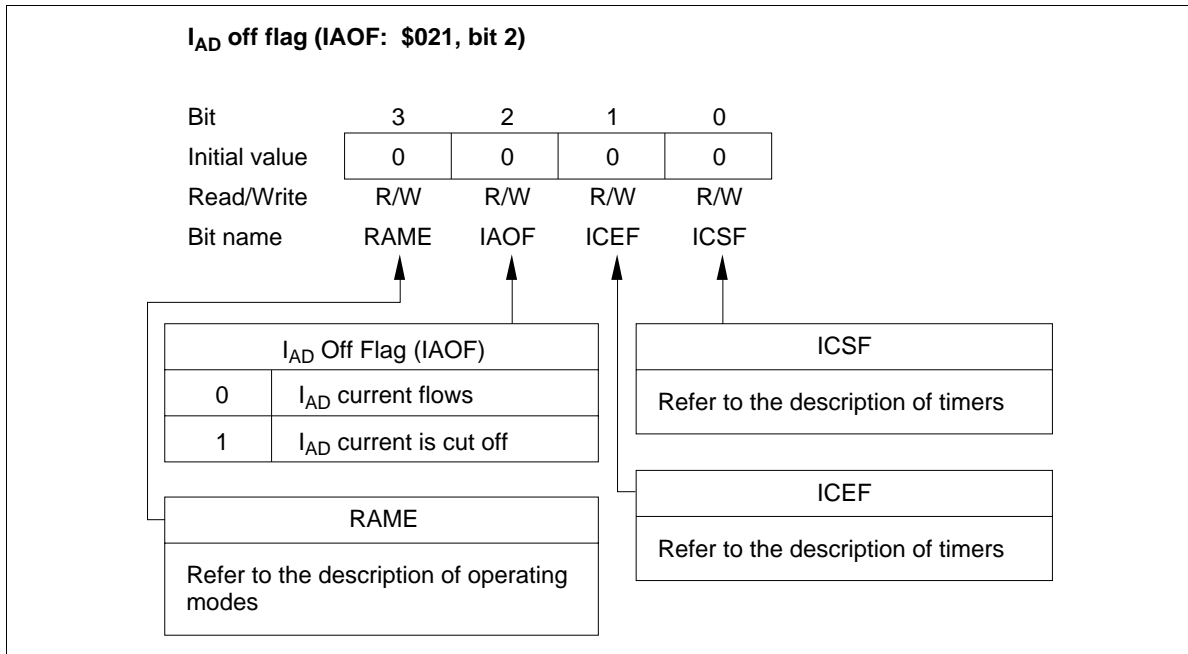 IAD off flag (IAOF: $021, bit 2)
Bit 3 2 1 0
Initial value 0 0 0 0
Read/Write R/W R/W R/W R/W
Bit name RAME IAOF ICEF ICSF
IAD Off Flag (IAOF)
0 IAD current flows
1 IAD current is cut off
RAME
Refer to the description of operating
modes
ICSF
Refer to the description of timers
ICEF
Refer to the description of timers